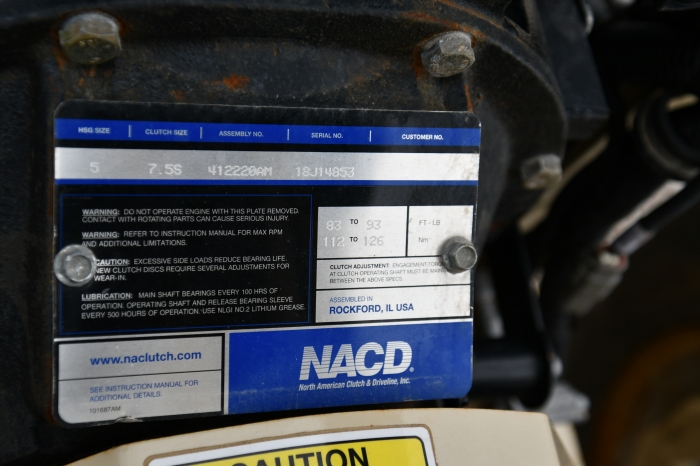 HSG SIZE CLUTCH SIZE ASSEMBLY NO. SERIAL NO. CUSTOMER NO.
5 7.5S 412220AM 18J14853
WARNING: DO NOT OPERATE ENGINE WITH THIS PLATE REMOVED.
CONTACT WITH ROTATING PARTS CAN CAUSE SERIOUS INJURY.
WARNING: REFER TO INSTRUCTION MANUAL FOR MAX RPM
AND ADDITIONAL LIMITATIONS.
CAUTION: EXCESSIVE SIDE LOADS REDUCE BEARING LIFE.
NEW CLUTCH DISCS REQUIRE SEVERAL ADJUSTMENTS FOR
WEAR-IN.
LUBRICATION: MAIN SHAFT BEARINGS EVERY 100 HRS OF
OPERATION. OPERATING SHAFT AND RELEASE BEARING SLEEVE
EVERY 500 HOURS OF OPERATION. USE NLGI NO.2 LITHIUM GREASE.
83 TO 93 FT - LB
112 TO 126 Nm
CLUTCH ADJUSTMENT: ENGAGEMENT
AT CLUTCH OPERATING SHAFT MUST BE
BETWEEN THE ABOVE SPECS.
ASSEMBLED IN
ROCKFORD, IL USA
www.naclutch.com
SEE INSTRUCTION MANUAL FOR
ADDITIONAL DETAILS.
101687AM
NACD
North American Clutch & Driveline, Inc.
CAUTION